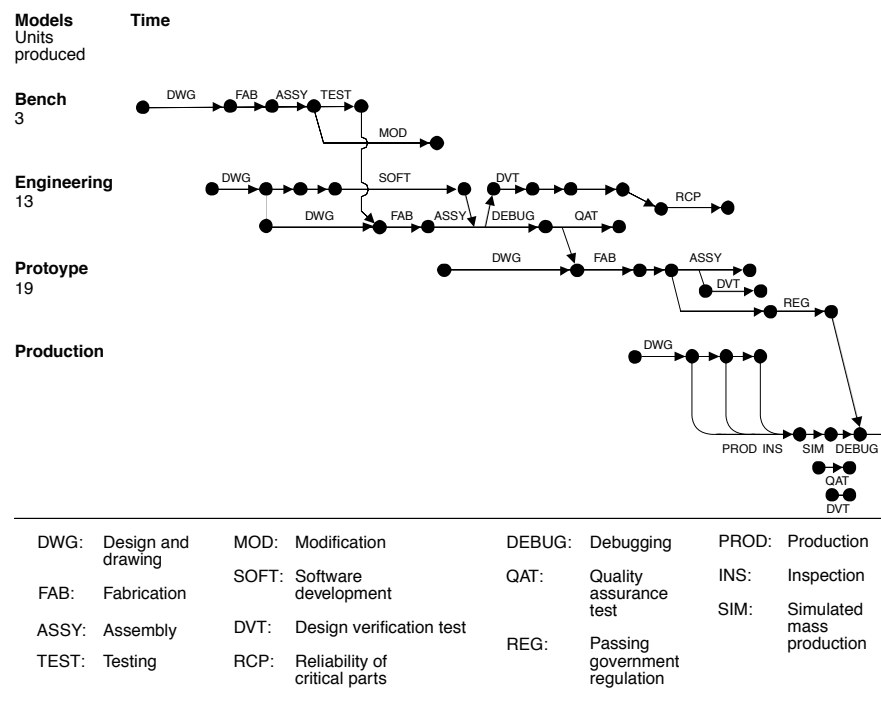 Models Time
Units
produced
DWG FAB ASSY TEST
Bench
3
MOD
Engineering
13
DWG SOFT DVT
RCP
DWG FAB ASSY DEBUG QAT
Protoype
19
DWG FAB ASSY
DVT
REG
Production
DWG
PROD INS SIM DEBUG
QAT
DVT
DWG: Design and
drawing
FAB: Fabrication
ASSY: Assembly
TEST: Testing
MOD: Modification
SOFT: Software
development
DVT: Design verification test
RCP: Reliability of
critical parts
DEBUG: Debugging
QAT: Quality
assurance
test
REG: Passing
government
regulation
PROD: Production
INS: Inspection
SIM: Simulated
mass
production